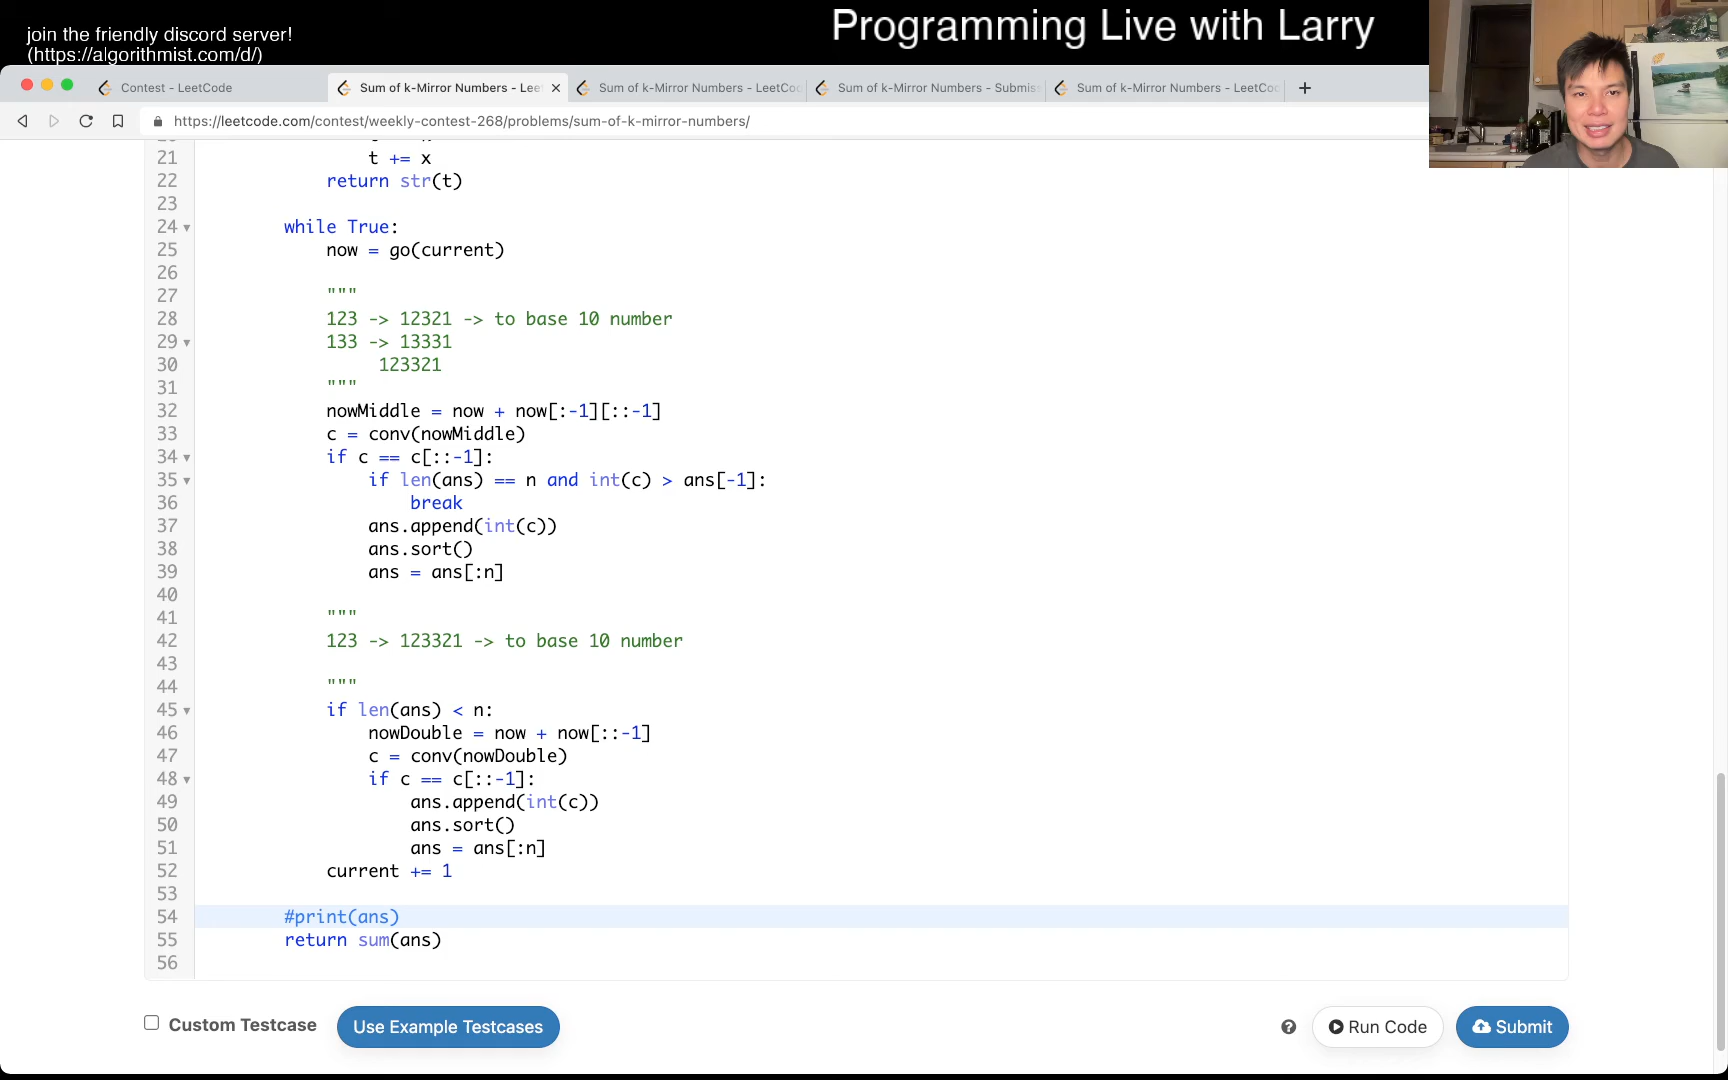 join the friendly discord server!
(https://algorithmist.com/d/)
Programming Live with Larry
Contest - LeetCode
Sum of k-Mirror Numbers - Lee
Sum of k-Mirror Numbers - LeetCo
Sum of k-Mirror Numbers - Submis
Sum of k-Mirror Numbers - LeetCo
https://leetcode.com/contest/weekly-contest-268/problems/sum-of-k-mirror-numbers/
21 t += x
22 return str(t)
23
24 while True:
25 now = go(current)
26
27 """
28 123 -> 12321 -> to base 10 number
29 133 -> 13331
30 123321
31 """
32 nowMiddle = now + now[:-1][::-1]
33 c = conv(nowMiddle)
34 if c == c[::-1]:
35 if len(ans) == n and int(c) > ans[-1]:
36 break
37 ans.append(int(c))
38 ans.sort()
39 ans = ans[:n]
40
41 """
42 123 -> 123321 -> to base 10 number
43
44 """
45 if len(ans) < n:
46 nowDouble = now + now[::-1]
47 c = conv(nowDouble)
48 if c == c[::-1]:
49 ans.append(int(c))
50 ans.sort()
51 ans = ans[:n]
52 current += 1
53
54 #print(ans)
55 return sum(ans)
56
Custom Testcase
Use Example Testcases
? Run Code
Submit